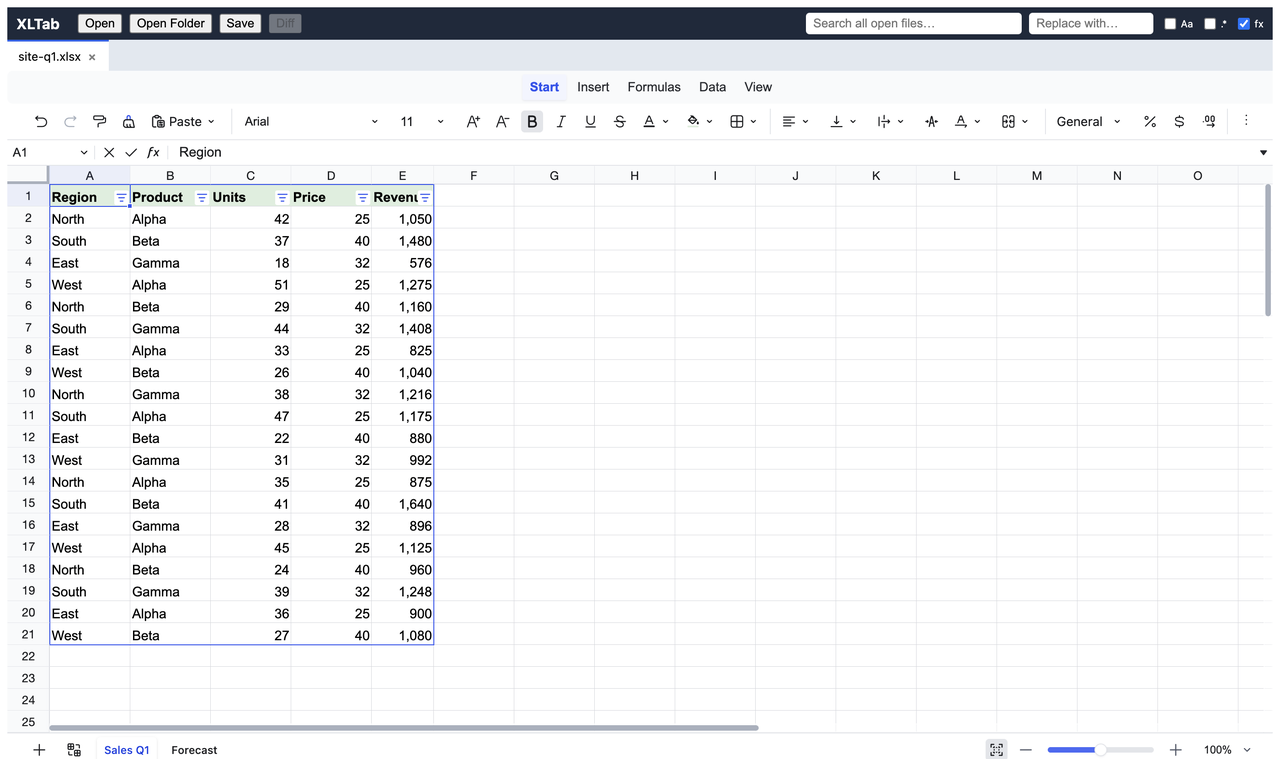 XLTab Open Open Folder Save Diff Search all open files... Replace with... Aa .* fx
site-q1.xlsx ×
Start Insert Formulas Data View
Paste Arial 11 A+ A- B I U S A A A General % $ .00
A1 fx Region
A B C D E F G H I J K L M N O
1 Region Product Units Price Revenu
2 North Alpha 42 25 1,050
3 South Beta 37 40 1,480
4 East Gamma 18 32 576
5 West Alpha 51 25 1,275
6 North Beta 29 40 1,160
7 South Gamma 44 32 1,408
8 East Alpha 33 25 825
9 West Beta 26 40 1,040
10 North Gamma 38 32 1,216
11 South Alpha 47 25 1,175
12 East Beta 22 40 880
13 West Gamma 31 32 992
14 North Alpha 35 25 875
15 South Beta 41 40 1,640
16 East Gamma 28 32 896
17 West Alpha 45 25 1,125
18 North Beta 24 40 960
19 South Gamma 39 32 1,248
20 East Alpha 36 25 900
21 West Beta 27 40 1,080
22
23
24
25
Sales Q1 Forecast 100%